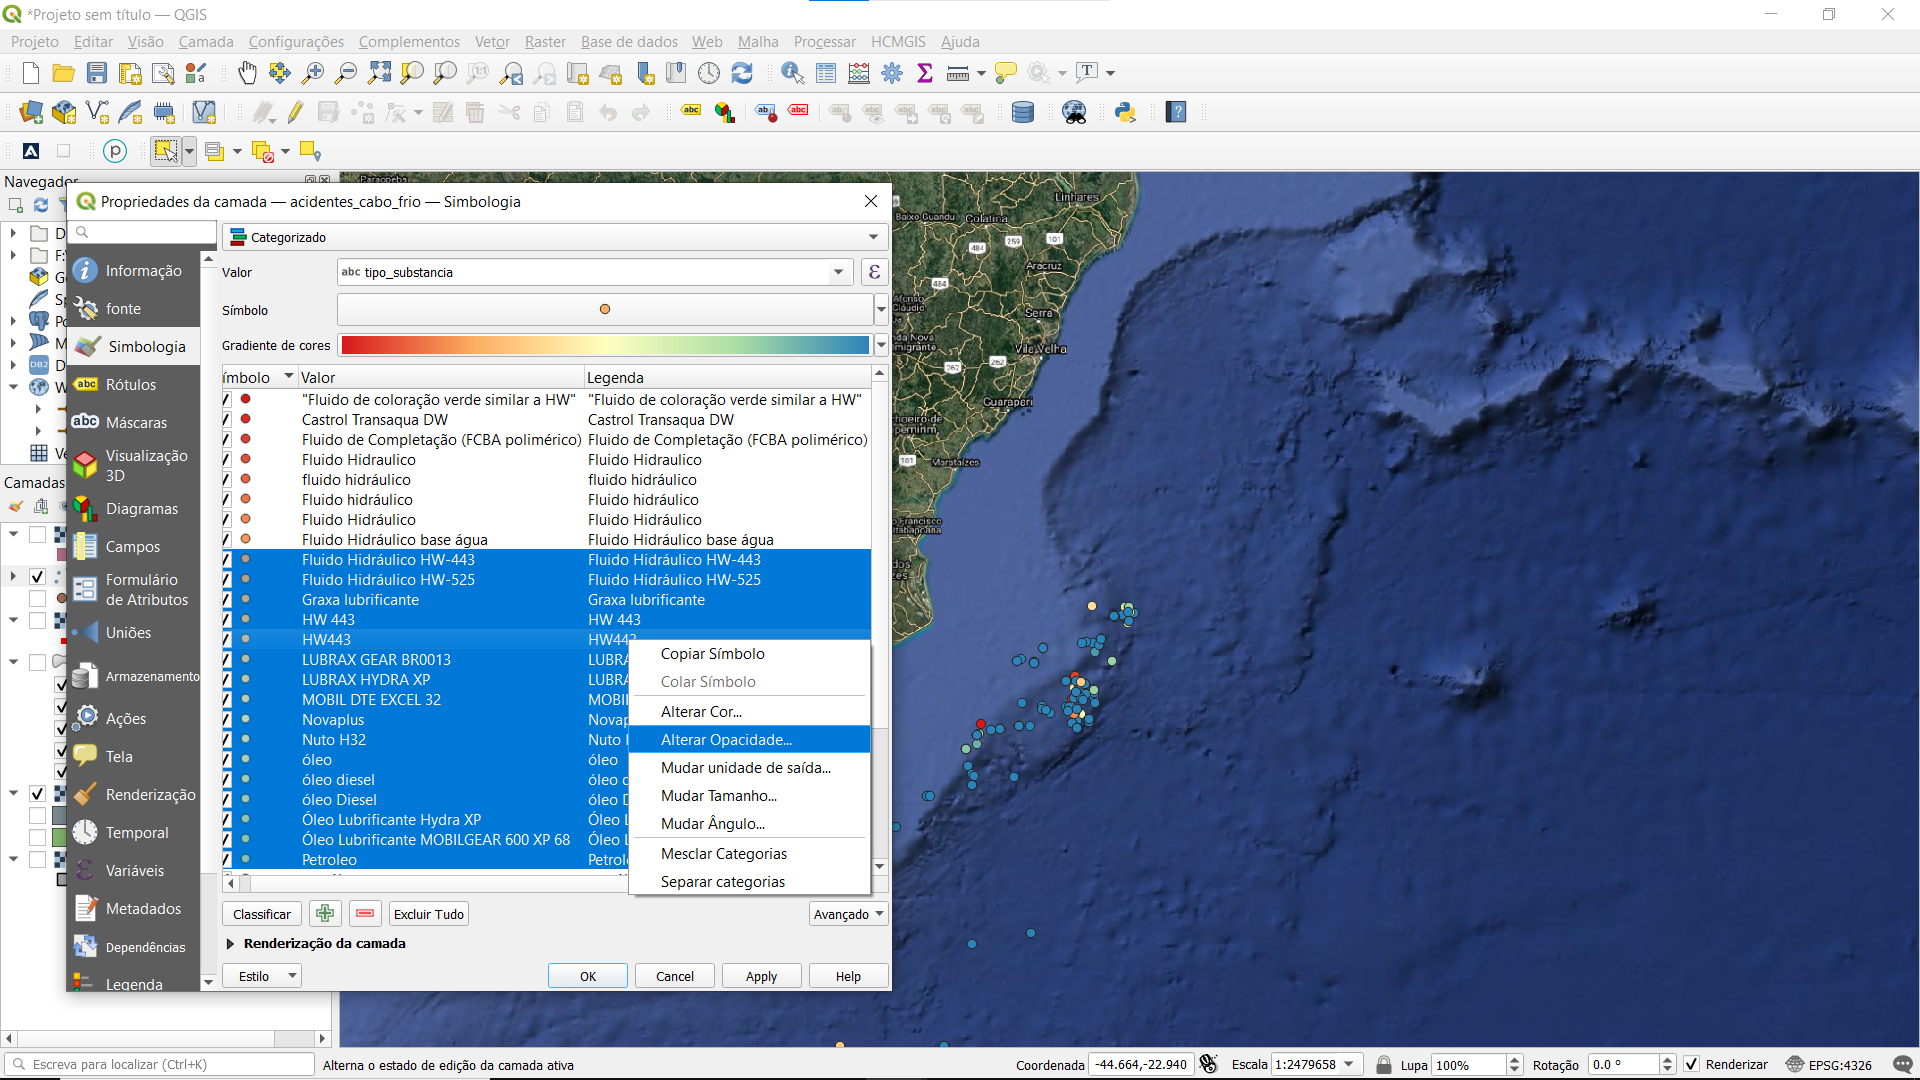 *Projeto sem título — QGIS
Projeto Editar Visão Camada Configurações Complementos Vetor Raster Base de dados Web Malha Processar HCMGIS Ajuda
Navegador
Propriedades da camada — acidentes_cabo_frio — Simbologia
Categorizado
Informação
fonte
Simbologia
Rótulos
Máscaras
Visualização
3D
Diagramas
Campos
Formulário
de Atributos
Uniões
Armazenamento
Ações
Tela
Renderização
Temporal
Variáveis
Metadados
Dependências
Legenda
Valor abc tipo_substancia
Símbolo
Gradiente de cores
ímbolo Valor Legenda
"Fluido de coloração verde similar a HW" "Fluido de coloração verde similar a HW"
Castrol Transaqua DW Castrol Transaqua DW
Fluido de Completação (FCBA polimérico) Fluido de Completação (FCBA polimérico)
Fluido Hidraulico Fluido Hidraulico
fluido hidráulico fluido hidráulico
Fluido hidráulico Fluido hidráulico
Fluido Hidráulico Fluido Hidráulico
Fluido Hidráulico base água Fluido Hidráulico base água
Fluido Hidráulico HW-443 Fluido Hidráulico HW-443
Fluido Hidráulico HW-525 Fluido Hidráulico HW-525
Graxa lubrificante Graxa lubrificante
HW 443 HW 443
HW443 HW443
LUBRAX GEAR BR0013 LUBRA
LUBRAX HYDRA XP LUBRA
MOBIL DTE EXCEL 32 MOBIL
Novaplus Novap
Nuto H32 Nuto
óleo óleo
óleo diesel óleo
óleo Diesel óleo
Óleo Lubrificante Hydra XP Óleo L
Óleo Lubrificante MOBILGEAR 600 XP 68 Óleo L
Petroleo Petrol
Copiar Símbolo
Colar Símbolo
Alterar Cor...
Alterar Opacidade...
Mudar unidade de saída...
Mudar Tamanho...
Mudar Ângulo...
Mesclar Categorias
Separar categorias
Classificar Excluir Tudo Avançado
Renderização da camada
Estilo OK Cancel Apply Help
Camadas
Linhares
Baixo Guandu
Colatina
484 259 101
Aracruz
484
Afonso
Cláudio
Serra
Vila Velha
262 262
Guarapari
101
Marataízes
Escreva para localizar (Ctrl+K) Alterna o estado de edição da camada ativa Coordenada -44.664,-22.940 Escala 1:2479658 Lupa 100% Rotação 0.0 ° Renderizar EPSG:4326